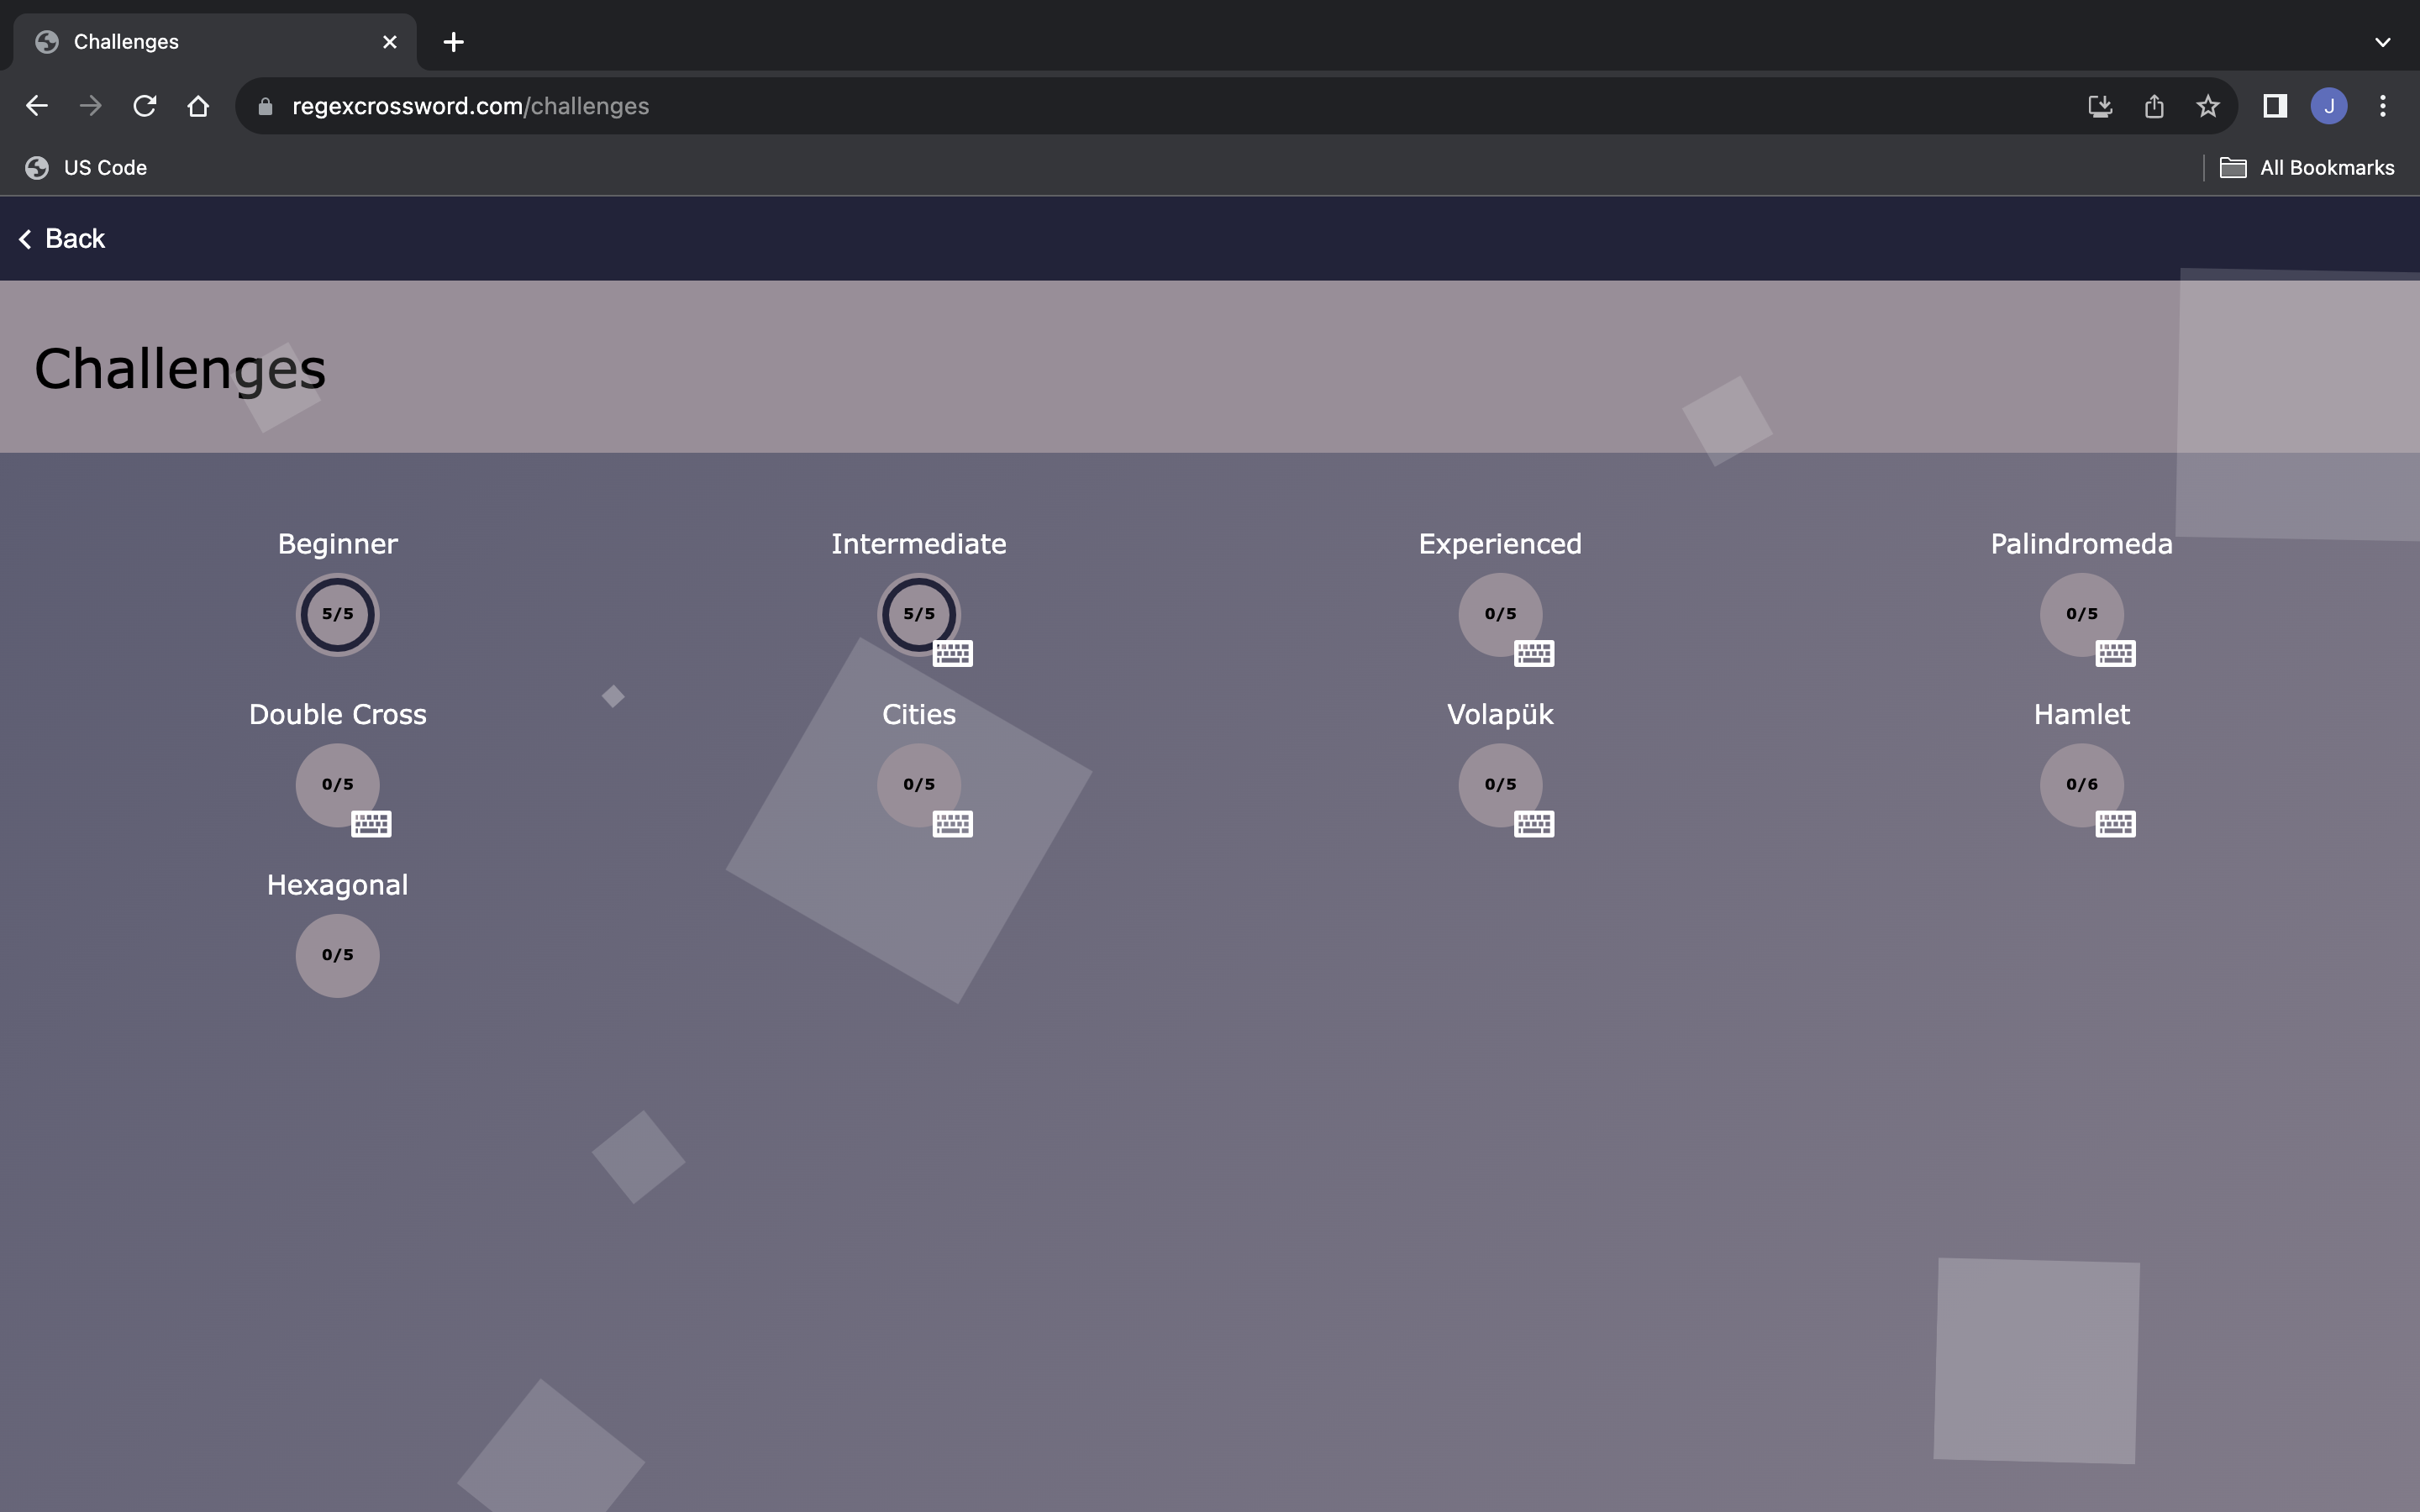 Challenges
regexcrossword.com/challenges
J
US Code
All Bookmarks
Back
Challenges
Beginner
Intermediate
Experienced
Palindromeda
5/5
5/5
0/5
0/5
Double Cross
Cities
Volapük
Hamlet
0/5
0/5
0/5
0/6
Hexagonal
0/5